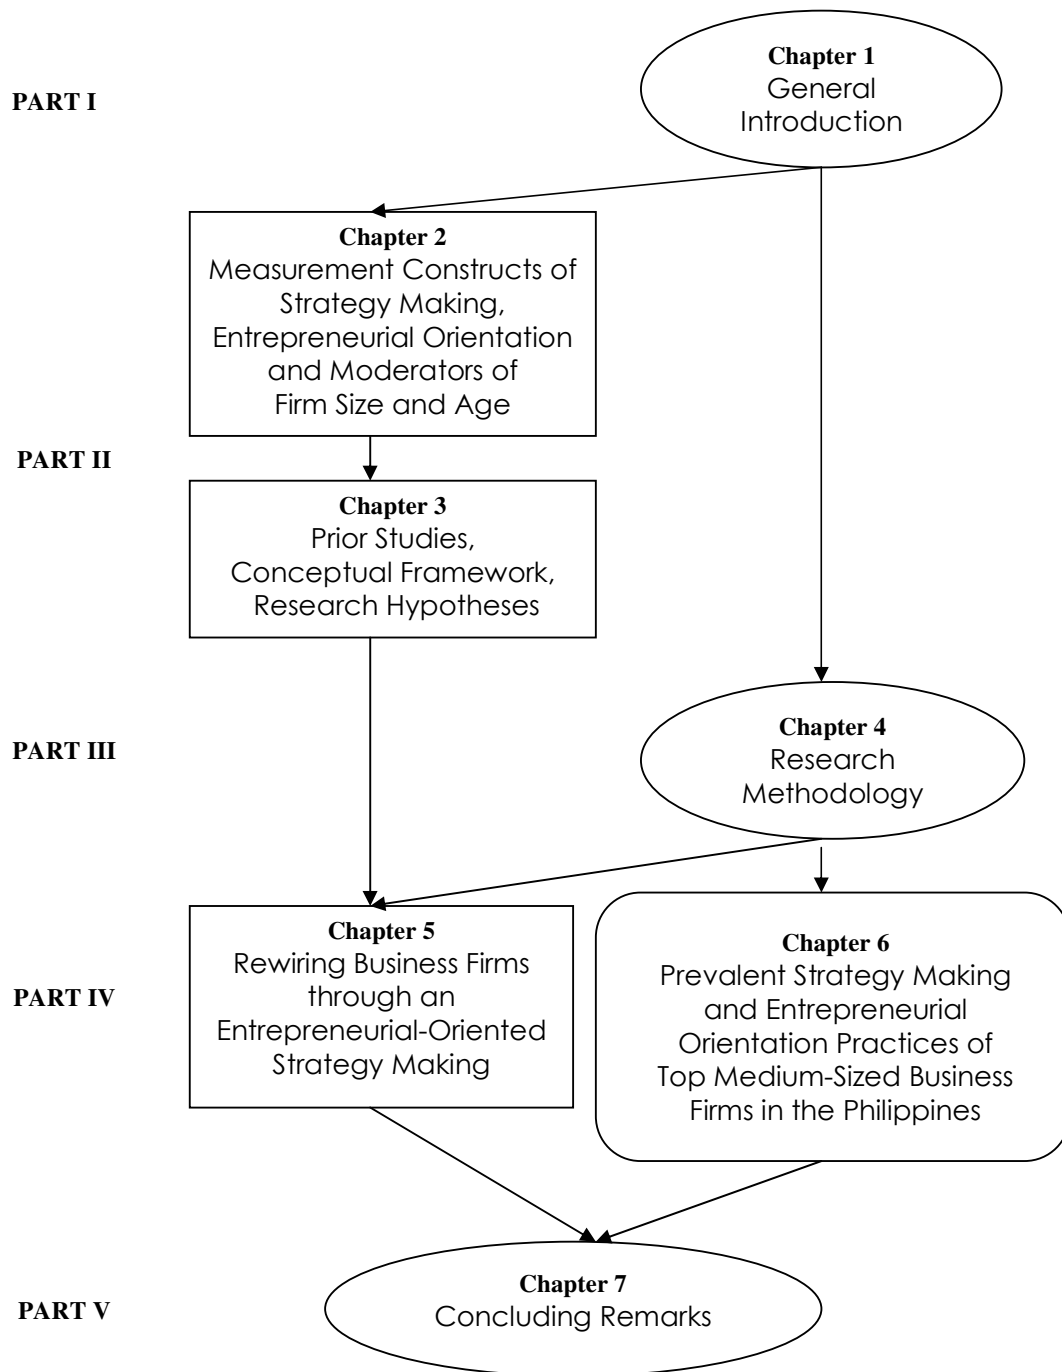 PART I
Chapter 1
General
Introduction
Chapter 2
Measurement Constructs of
Strategy Making,
Entrepreneurial Orientation
and Moderators of
Firm Size and Age
PART II
Chapter 3
Prior Studies,
Conceptual Framework,
Research Hypotheses
PART III
Chapter 4
Research
Methodology
PART IV
Chapter 5
Rewiring Business Firms
through an
Entrepreneurial-Oriented
Strategy Making
Chapter 6
Prevalent Strategy Making
and Entrepreneurial
Orientation Practices of
Top Medium-Sized Business
Firms in the Philippines
PART V
Chapter 7
Concluding Remarks